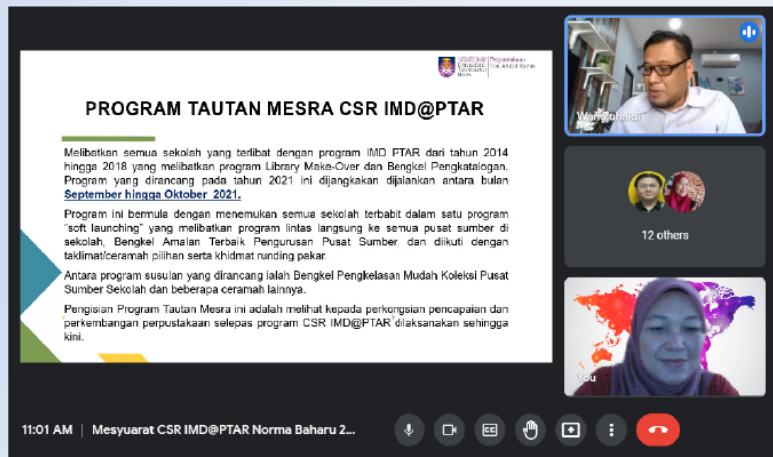 Perpustakaan
Tun Abdul Razak
PROGRAM TAUTAN MESRA CSR IMD@PTAR
Melibatkan semua sekolah yang terlibat dengan program IMD PTAR dari tahun 2014
hingga 2018 yang melibatkan program Library Make-Over dan Bengkel Pengkatalogan.
Program yang dirancang pada tahun 2021 ini dijangkakan dijalankan antara bulan
September hingga Oktober 2021.
Program ini bermula dengan menemukan semua sekolah terbabit dalam satu program
"soft launching" yang melibatkan program lintas langsung ke semua pusat sumber di
sekolah, Bengkel Amalan Terbaik Pengurusan Pusat Sumber dan diikuti dengan
taklimat/ceramah pilihan serta khidmat runding pakar.
Antara program susulan yang dirancang ialah Bengkel Pengkelasan Mudah Koleksi Pusat
Sumber Sekolah dan beberapa ceramah lainnya.
Pengisian Program Tautan Mesra ini adalah melihat kepada perkongsian pencapaian dan
perkembangan perpustakaan selepas program CSR IMD@PTAR dilaksanakan sehingga
kini.
Wan Zuhaidi
12 others
You
11:01 AM | Mesyuarat CSR IMD@PTAR Norma Baharu 2...
CC